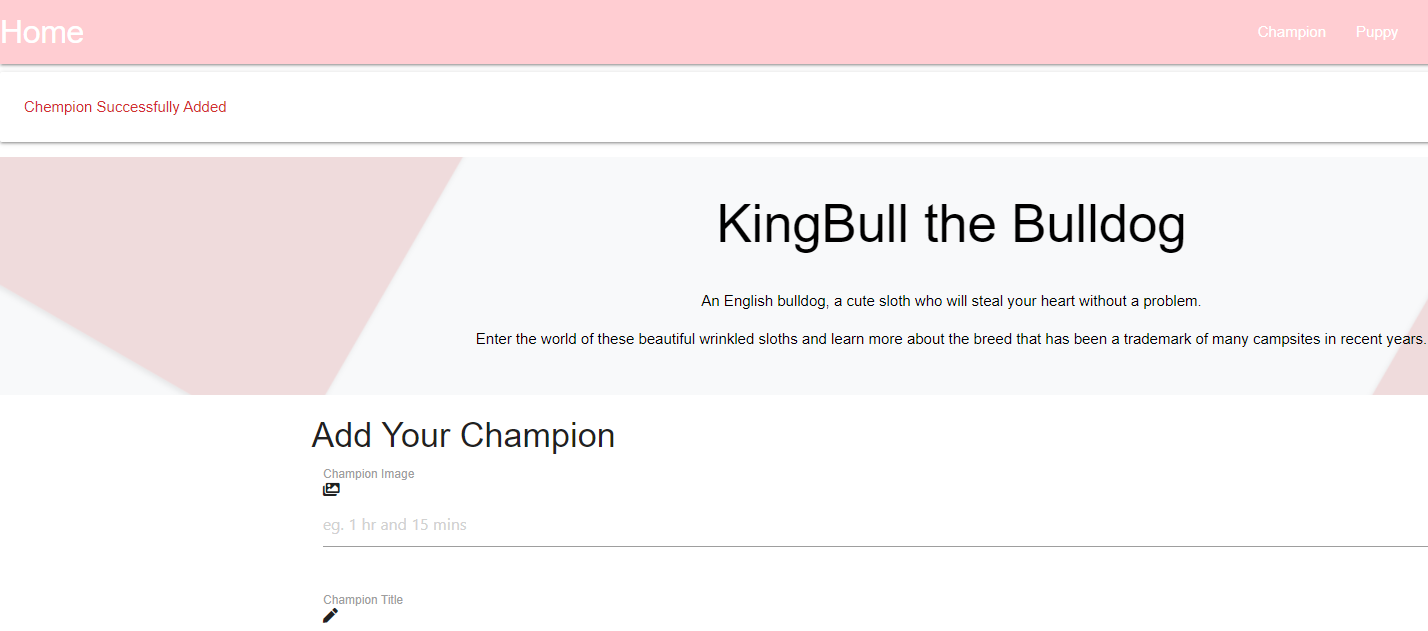 Home
Champion
Puppy
Chempion Successfully Added
KingBull the Bulldog
An English bulldog, a cute sloth who will steal your heart without a problem.
Enter the world of these beautiful wrinkled sloths and learn more about the breed that has been a trademark of many campsites in recent years.
Add Your Champion
Champion Image
eg. 1 hr and 15 mins
Champion Title